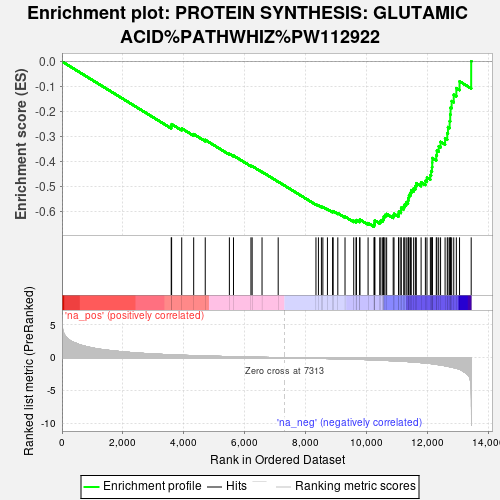 Enrichment plot: PROTEIN SYNTHESIS: GLUTAMIC
ACID%PATHWHIZ%PW112922
Enrichment score (ES)
0.0
-0.1
-0.2
-0.3
-0.4
-0.5
-0.6
Ranked list metric (PreRanked)
5
0
-5
-10
'na_pos' (positively correlated)
Zero cross at 7313
'na_neg' (negatively correlated)
0
2,000
4,000
6,000
8,000
10,000
12,000
14,000
Rank in Ordered Dataset
Enrichment profile
Hits
Ranking metric scores